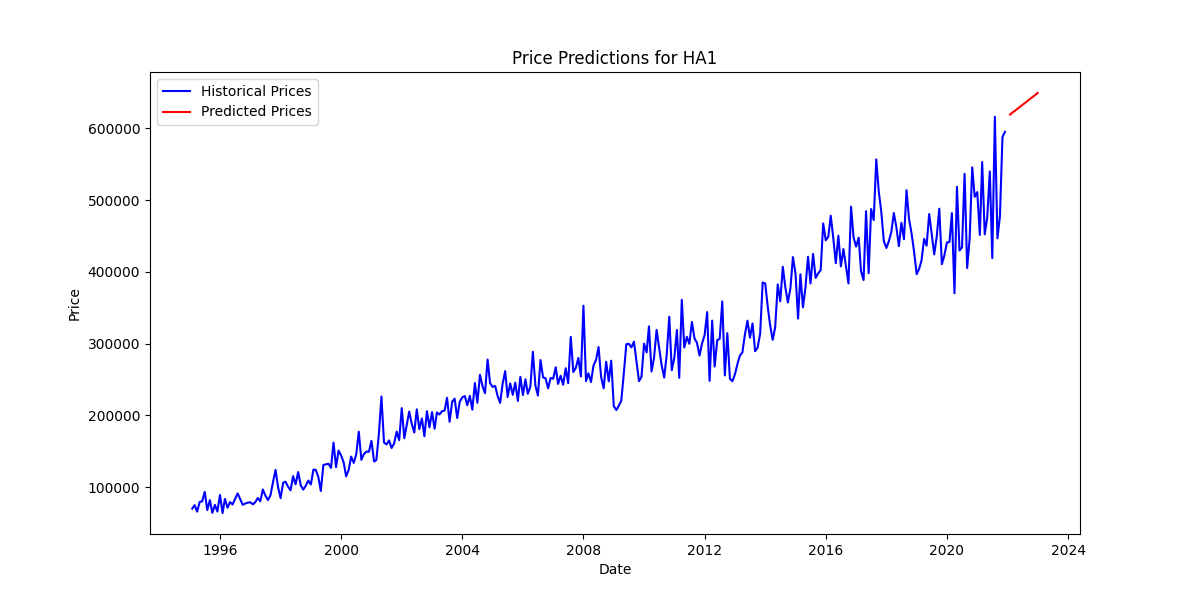 Price Predictions for HA1
Historical Prices
Predicted Prices
600000
500000
400000
300000
200000
100000
Price
1996 2000 2004 2008 2012 2016 2020 2024
Date